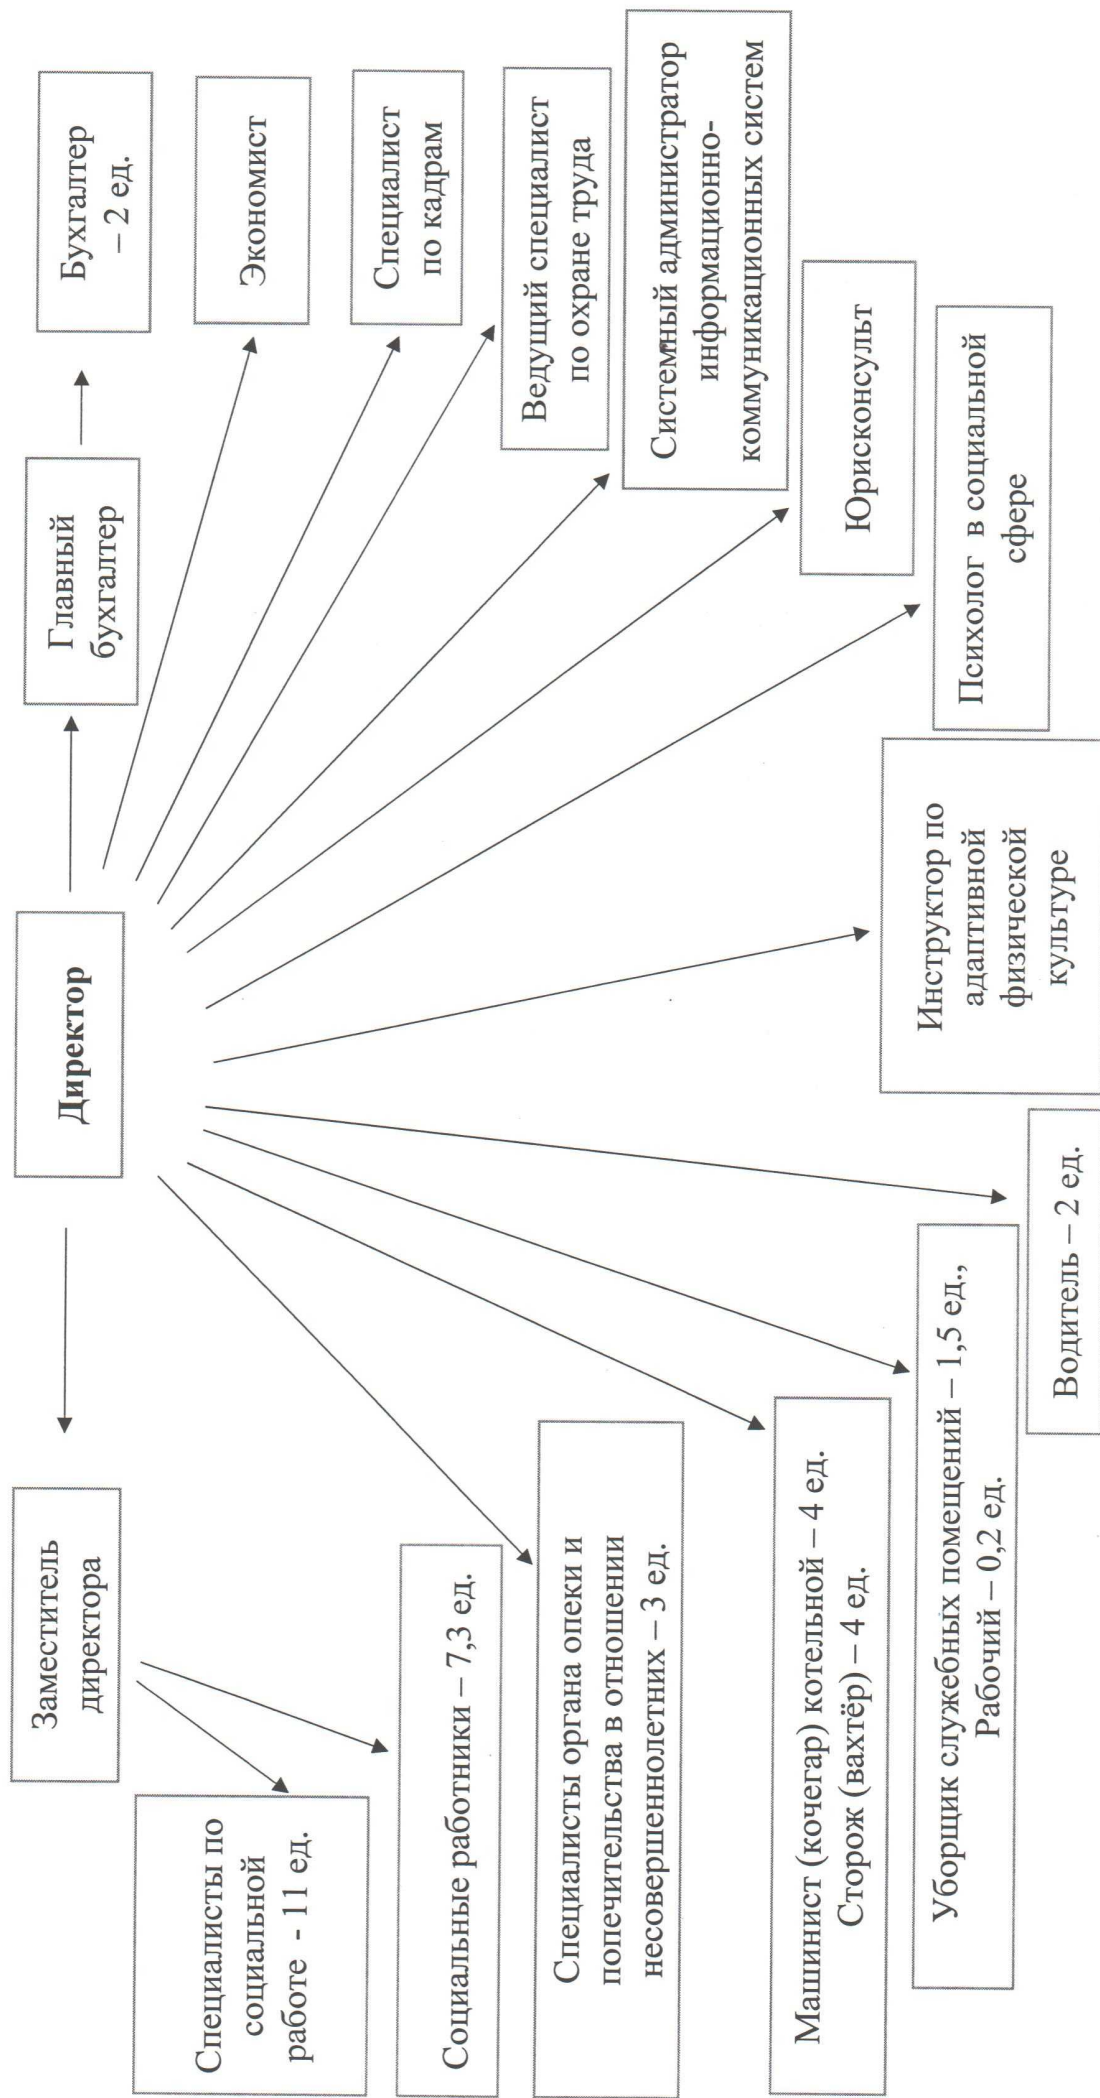 Директор
Заместитель
директора
Главный
бухгалтер
Бухгалтер
– 2 ед.
Экономист
Специалист
по кадрам
Ведущий специалист
по охране труда
Системный администратор
информационно-
коммуникационных систем
Юрисконсульт
Психолог в социальной
сфере
Инструктор по
адаптивной
физической
культуре
Водитель – 2 ед.
Уборщик служебных помещений – 1,5 ед.,
Рабочий – 0,2 ед.
Машинист (кочегар) котельной – 4 ед.
Сторож (вахтёр) – 4 ед.
Специалисты органа опеки и
попечительства в отношении
несовершеннолетних – 3 ед.
Социальные работники – 7,3 ед.
Специалисты по
социальной
работе - 11 ед.